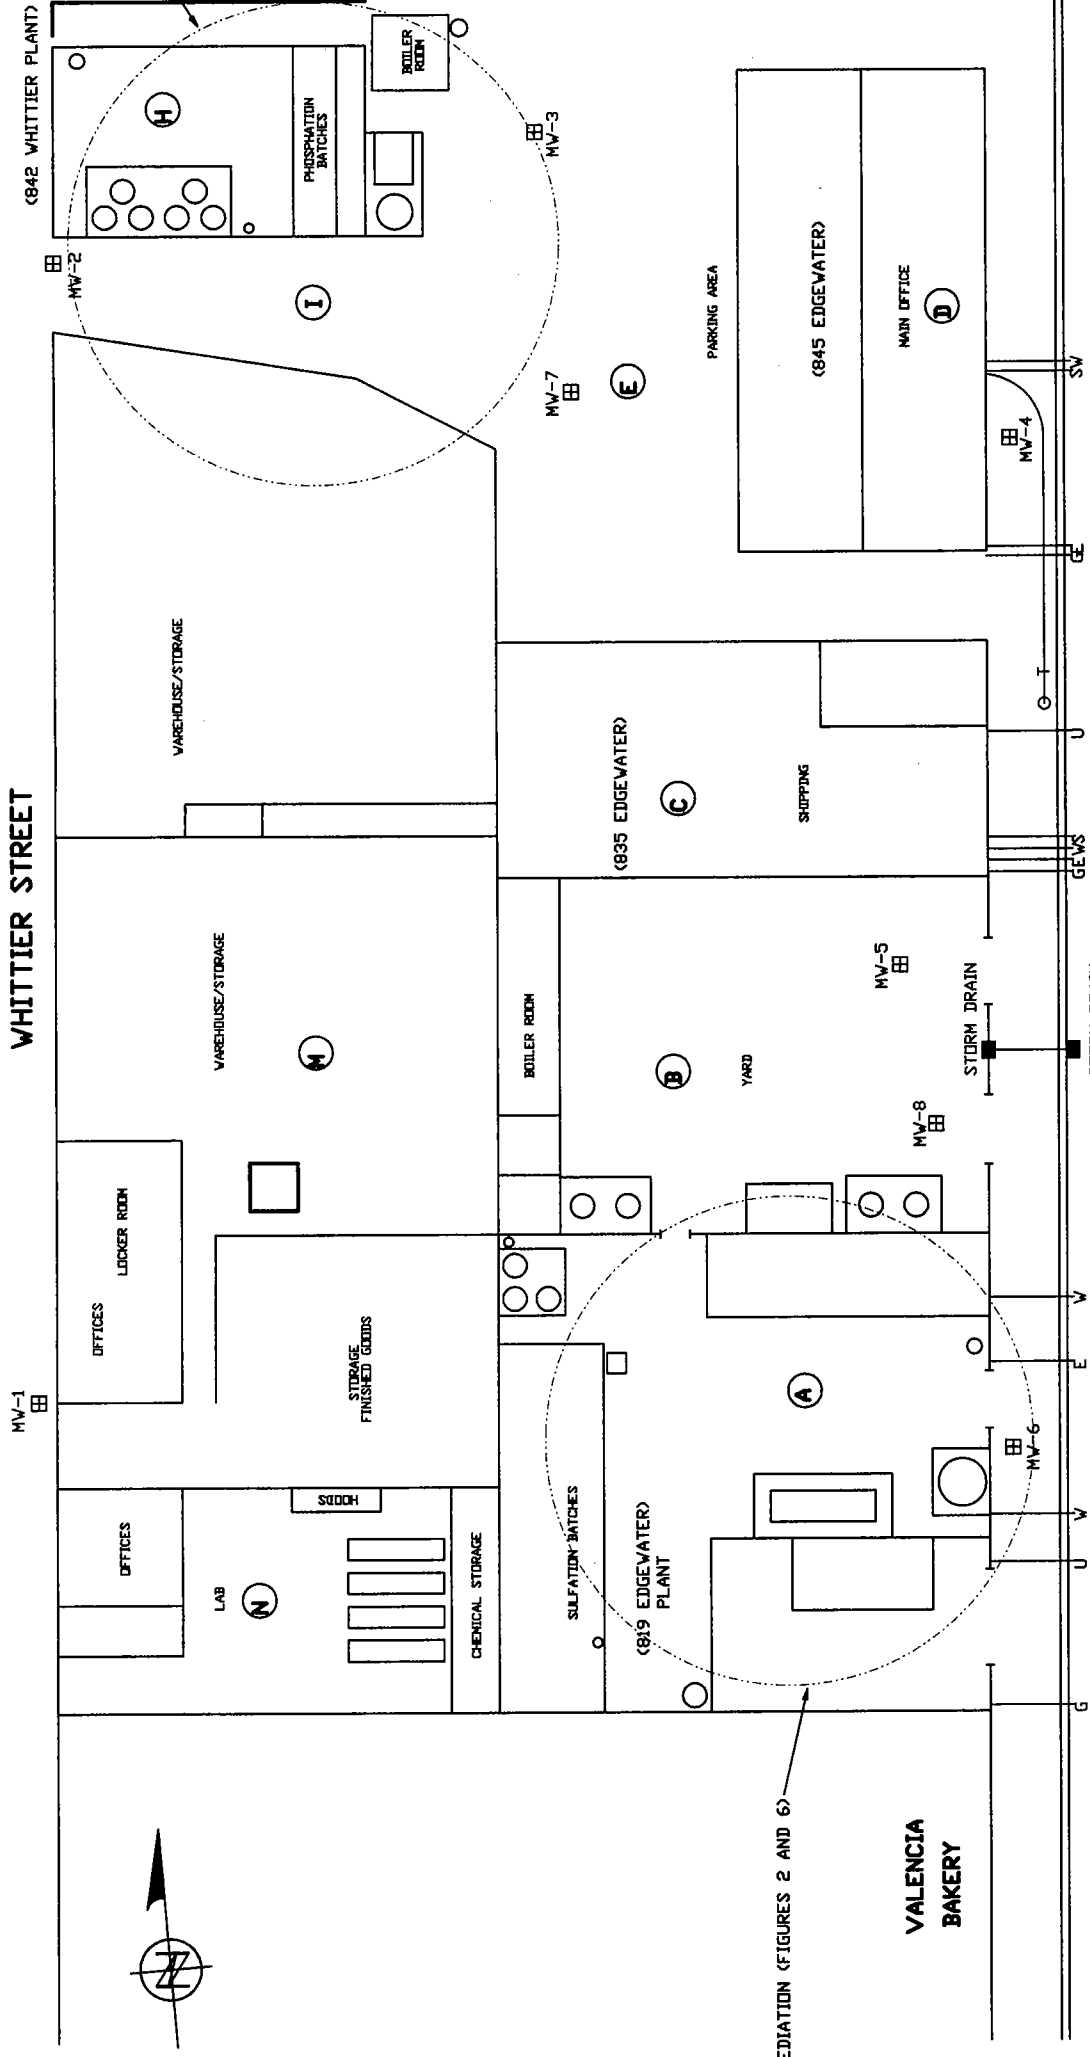 WHITTIER STREET
(842 WHITTIER PLANT)
H
PHOSPHATION
BATCHES
BOILER
ROOM
MW-2
I
MW-3
MW-7
E
PARKING AREA
(845 EDGEWATER)
MAIN OFFICE
D
MW-4
SW
GE
WAREHOUSE/STORAGE
(835 EDGEWATER)
C
SHIPPING
U
GEWS
WAREHOUSE/STORAGE
M
BOILER ROOM
B
YARD
MW-5
MW-8
STORM DRAIN
LOCKER ROOM
OFFICES
MW-1
STORAGE
FINISHED GOODS
W
E
A
MW-6
W
U
G
OFFICES
HOODS
LAB
N
CHEMICAL STORAGE
SULFATION BATCHES
(819 EDGEWATER)
PLANT
EDIATION (FIGURES 2 AND 6)
VALENCIA
BAKERY
N